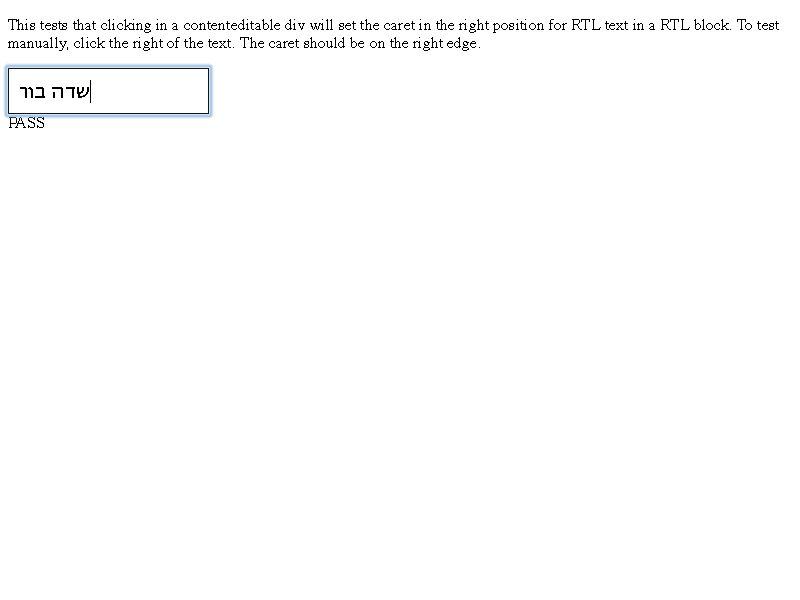 This tests that clicking in a contenteditable div will set the caret in the right position for RTL text in a RTL block. To test
manually, click the right of the text. The caret should be on the right edge.
שדה בור
PASS